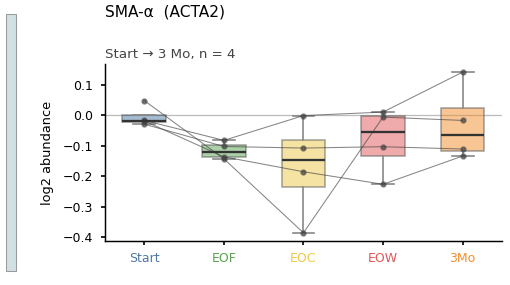 SMA-α  (ACTA2)
Start → 3 Mo, n = 4
log2 abundance
0.1
0.0
−0.1
−0.2
−0.3
−0.4
Start
EOF
EOC
EOW
3Mo